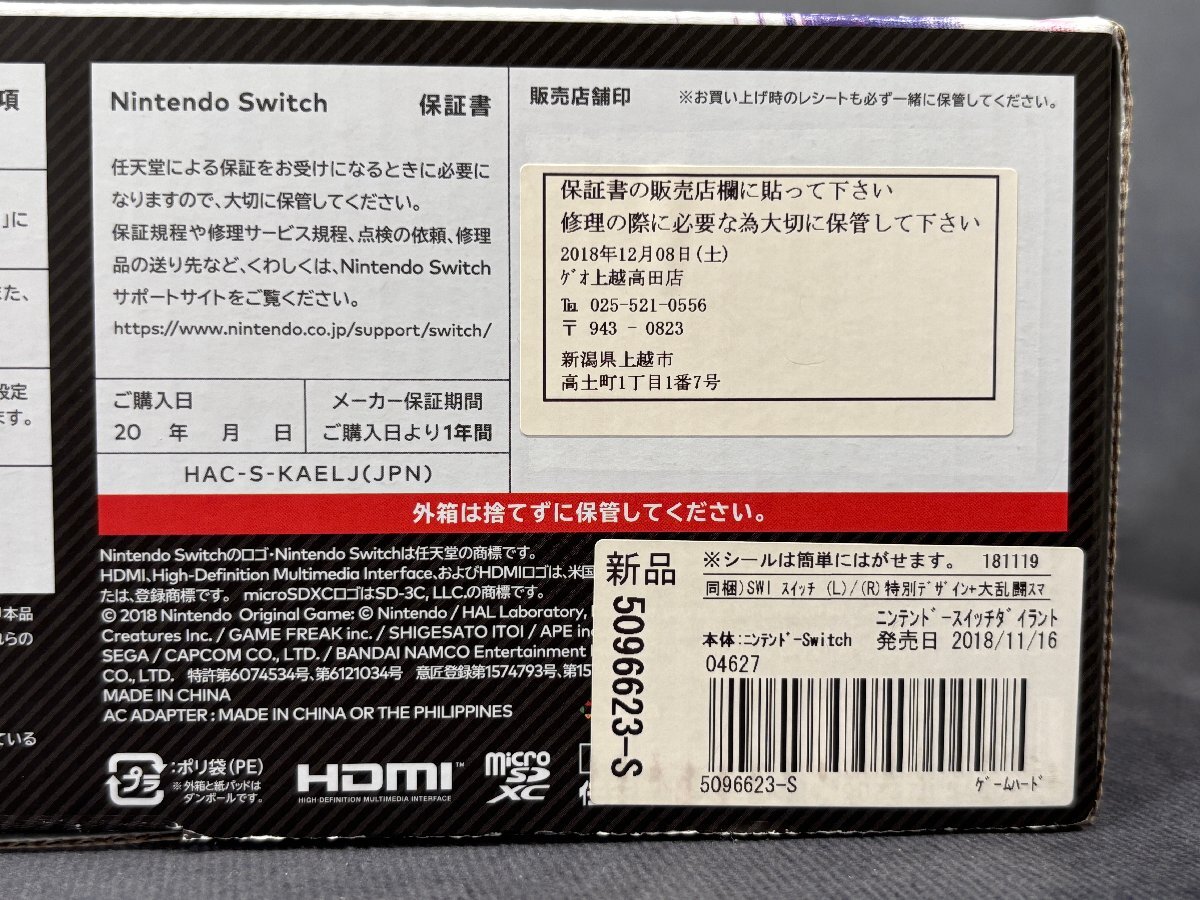 項
」に
また、
設定
ます。
本品
れらの
ている
Nintendo Switch 保証書
任天堂による保証をお受けになるときに必要に
なりますので、大切に保管してください。
保証規程や修理サービス規程、点検の依頼、修理
品の送り先など、くわしくは、Nintendo Switch
サポートサイトをご覧ください。
https://www.nintendo.co.jp/support/switch/
ご購入日
20 年 月 日
メーカー保証期間
ご購入日より1年間
HAC-S-KAELJ(JPN)
販売店舗印 ※お買い上げ時のレシートも必ず一緒に保管してください。
保証書の販売店欄に貼って下さい
修理の際に必要な為大切に保管して下さい
2018年12月08日(土)
ゲオ上越高田店
℡ 025-521-0556
〒 943 - 0823
新潟県上越市
高土町1丁目1番7号
外箱は捨てずに保管してください。
Nintendo Switchのロゴ・Nintendo Switchは任天堂の商標です。
HDMI、High-Definition Multimedia Interface、およびHDMIロゴは、米国
たは、登録商標です。 microSDXCロゴはSD-3C, LLC.の商標です。
© 2018 Nintendo Original Game: © Nintendo / HAL Laboratory,
Creatures Inc. / GAME FREAK inc. / SHIGESATO ITOI / APE inc
SEGA / CAPCOM CO., LTD. / BANDAI NAMCO Entertainment
CO., LTD. 特許第6074534号、第6121034号 意匠登録第1574793号、第15
MADE IN CHINA
AC ADAPTER : MADE IN CHINA OR THE PHILIPPINES
プラ
:ポリ袋(PE)
※外箱と紙パッドは
ダンボールです。
HDMI™
HIGH-DEFINITION MULTIMEDIA INTERFACE
micro
SD
XC
新品
5096623-S
※シールは簡単にはがせます。 181119
同梱)SWI スイッチ (L)/(R)特別デザイン+大乱闘スマ
ニンテンドースイッチダイラント
本体:ニンテンドーSwitch 発売日 2018/11/16
04627
5096623-S
ゲームハード